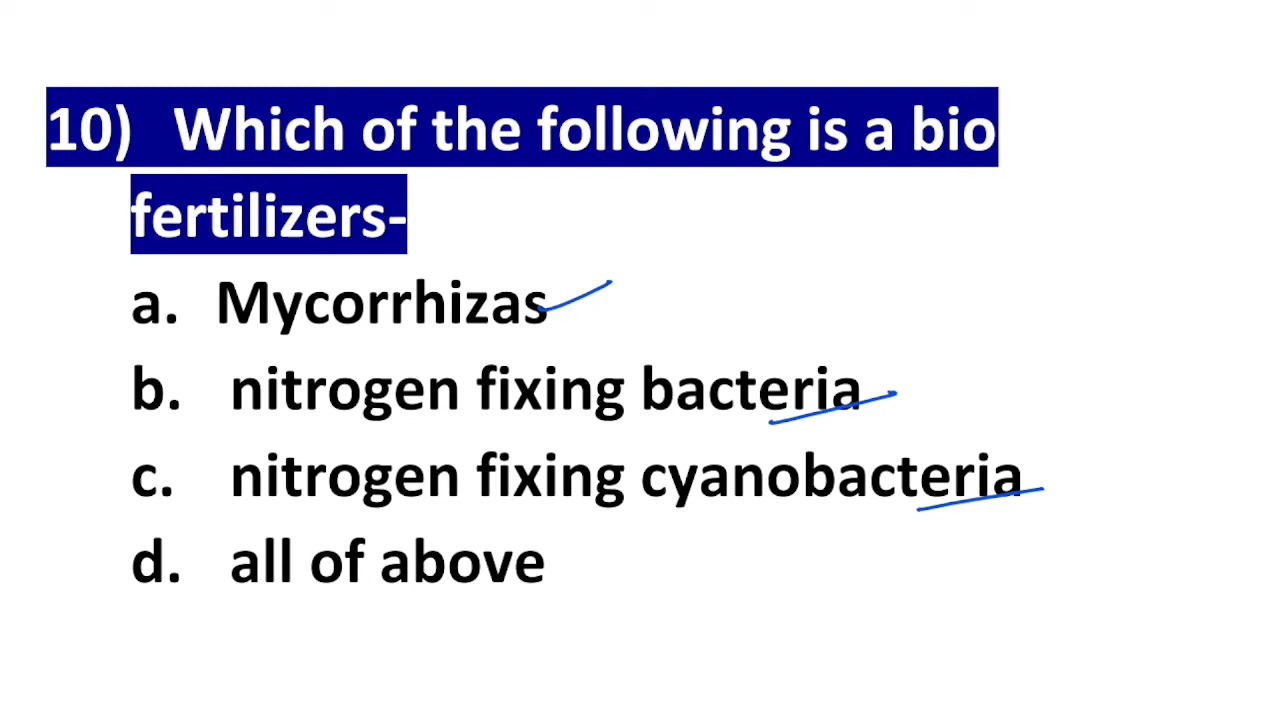 10) Which of the following is a bio
fertilizers-
a. Mycorrhizas
b. nitrogen fixing bacteria
c. nitrogen fixing cyanobacteria
d. all of above